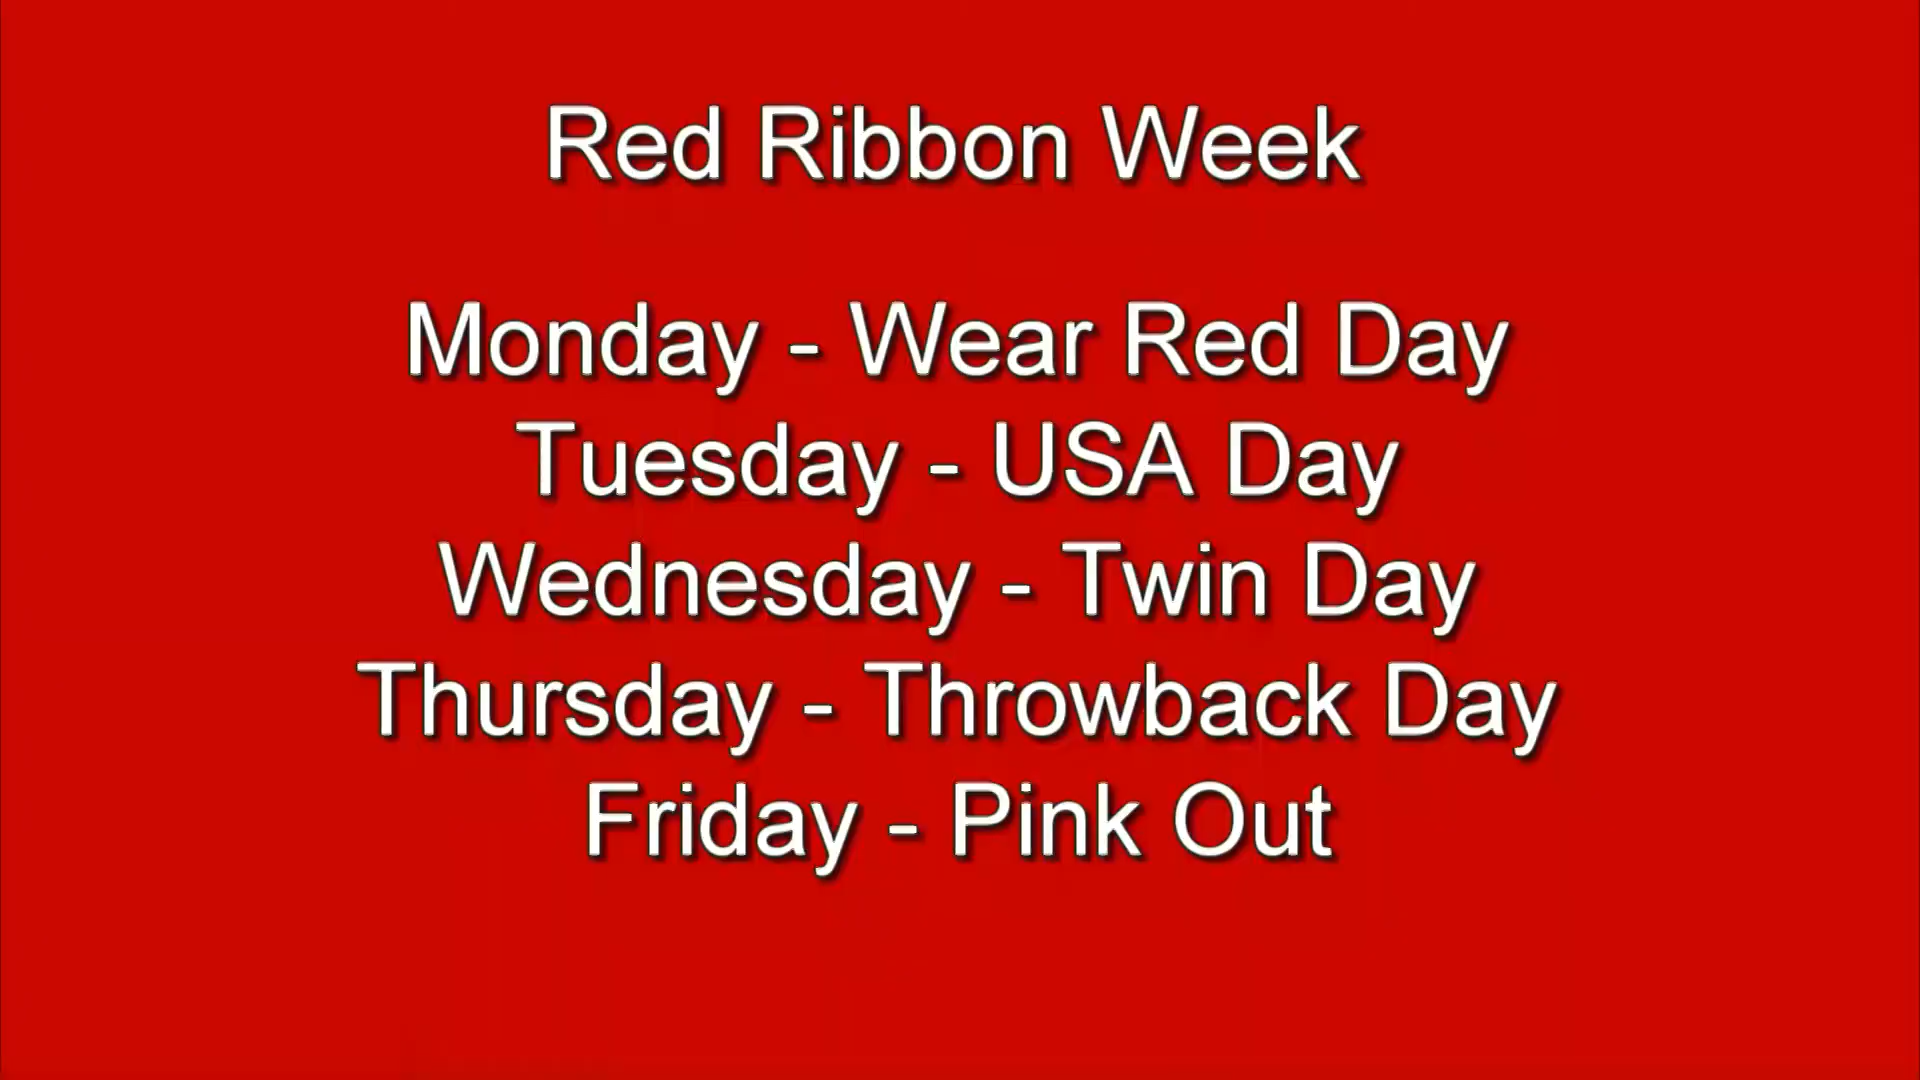 Red Ribbon Week
Monday - Wear Red Day
Tuesday - USA Day
Wednesday - Twin Day
Thursday - Throwback Day
Friday - Pink Out